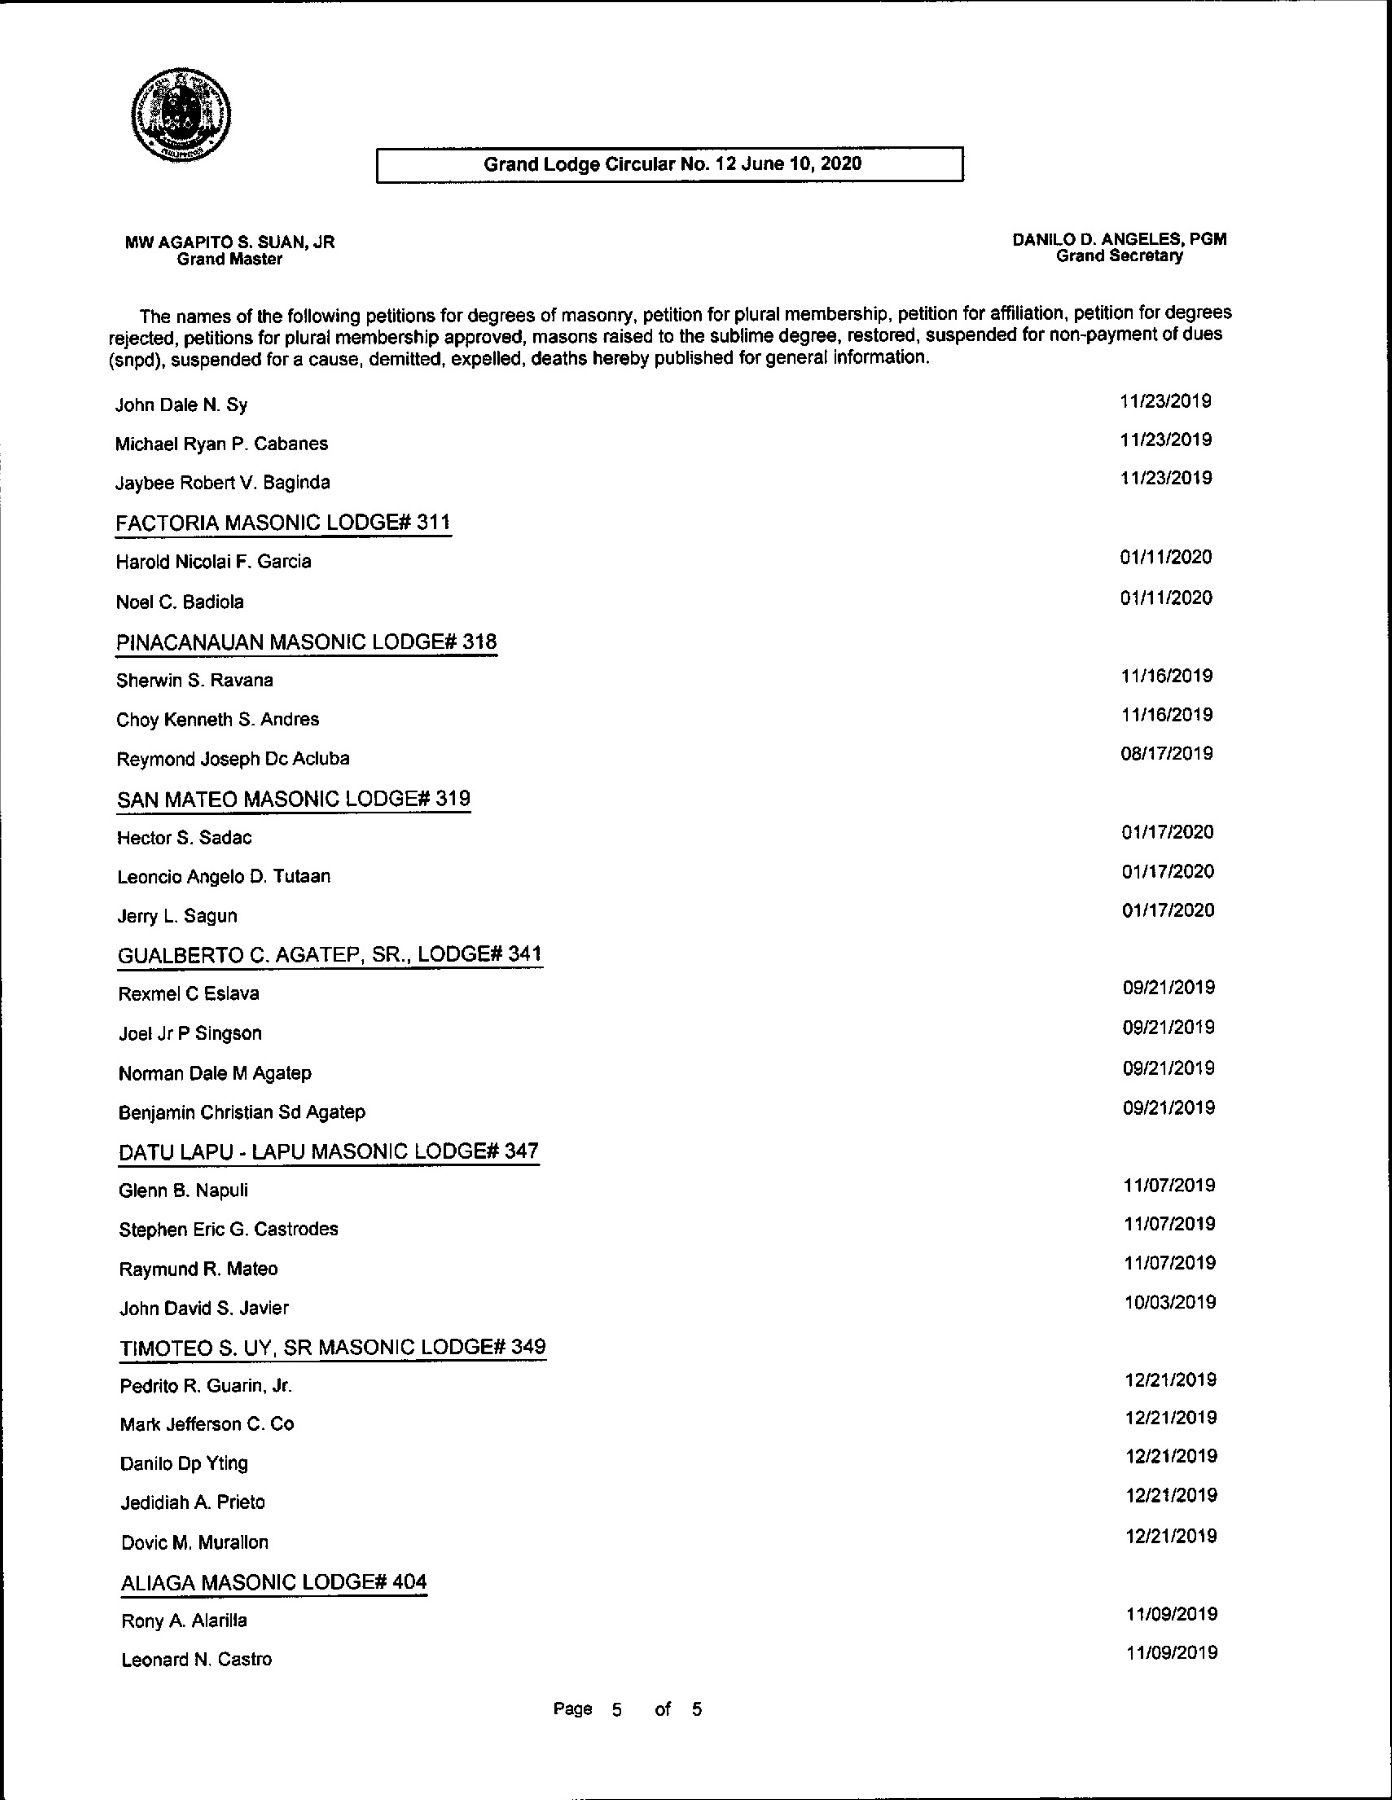 Grand Lodge Circular No. 12 June 10, 2020
MW AGAPITO S. SUAN, JR
Grand Master
DANILO D. ANGELES, PGM
Grand Secretary
The names of the following petitions for degrees of masonry, petition for plural membership, petition for affiliation, petition for degrees
rejected, petitions for plural membership approved, masons raised to the sublime degree, restored, suspended for non-payment of dues
(snpd), suspended for a cause, demitted, expelled, deaths hereby published for general information.
John Dale N. Sy 11/23/2019
Michael Ryan P. Cabanes 11/23/2019
Jaybee Robert V. Baginda 11/23/2019
FACTORIA MASONIC LODGE# 311
Harold Nicolai F. Garcia 01/11/2020
Noel C. Badiola 01/11/2020
PINACANAUAN MASONIC LODGE# 318
Sherwin S. Ravana 11/16/2019
Choy Kenneth S. Andres 11/16/2019
Reymond Joseph Dc Acluba 08/17/2019
SAN MATEO MASONIC LODGE# 319
Hector S. Sadac 01/17/2020
Leoncio Angelo D. Tutaan 01/17/2020
Jerry L. Sagun 01/17/2020
GUALBERTO C. AGATEP, SR., LODGE# 341
Rexmel C Eslava 09/21/2019
Joel Jr P Singson 09/21/2019
Norman Dale M Agatep 09/21/2019
Benjamin Christian Sd Agatep 09/21/2019
DATU LAPU - LAPU MASONIC LODGE# 347
Glenn B. Napuli 11/07/2019
Stephen Eric G. Castrodes 11/07/2019
Raymund R. Mateo 11/07/2019
John David S. Javier 10/03/2019
TIMOTEO S. UY, SR MASONIC LODGE# 349
Pedrito R. Guarin, Jr. 12/21/2019
Mark Jefferson C. Co 12/21/2019
Danilo Dp Yting 12/21/2019
Jedidiah A. Prieto 12/21/2019
Dovic M. Murallon 12/21/2019
ALIAGA MASONIC LODGE# 404
Rony A. Alarilla 11/09/2019
Leonard N. Castro 11/09/2019
Page 5 of 5